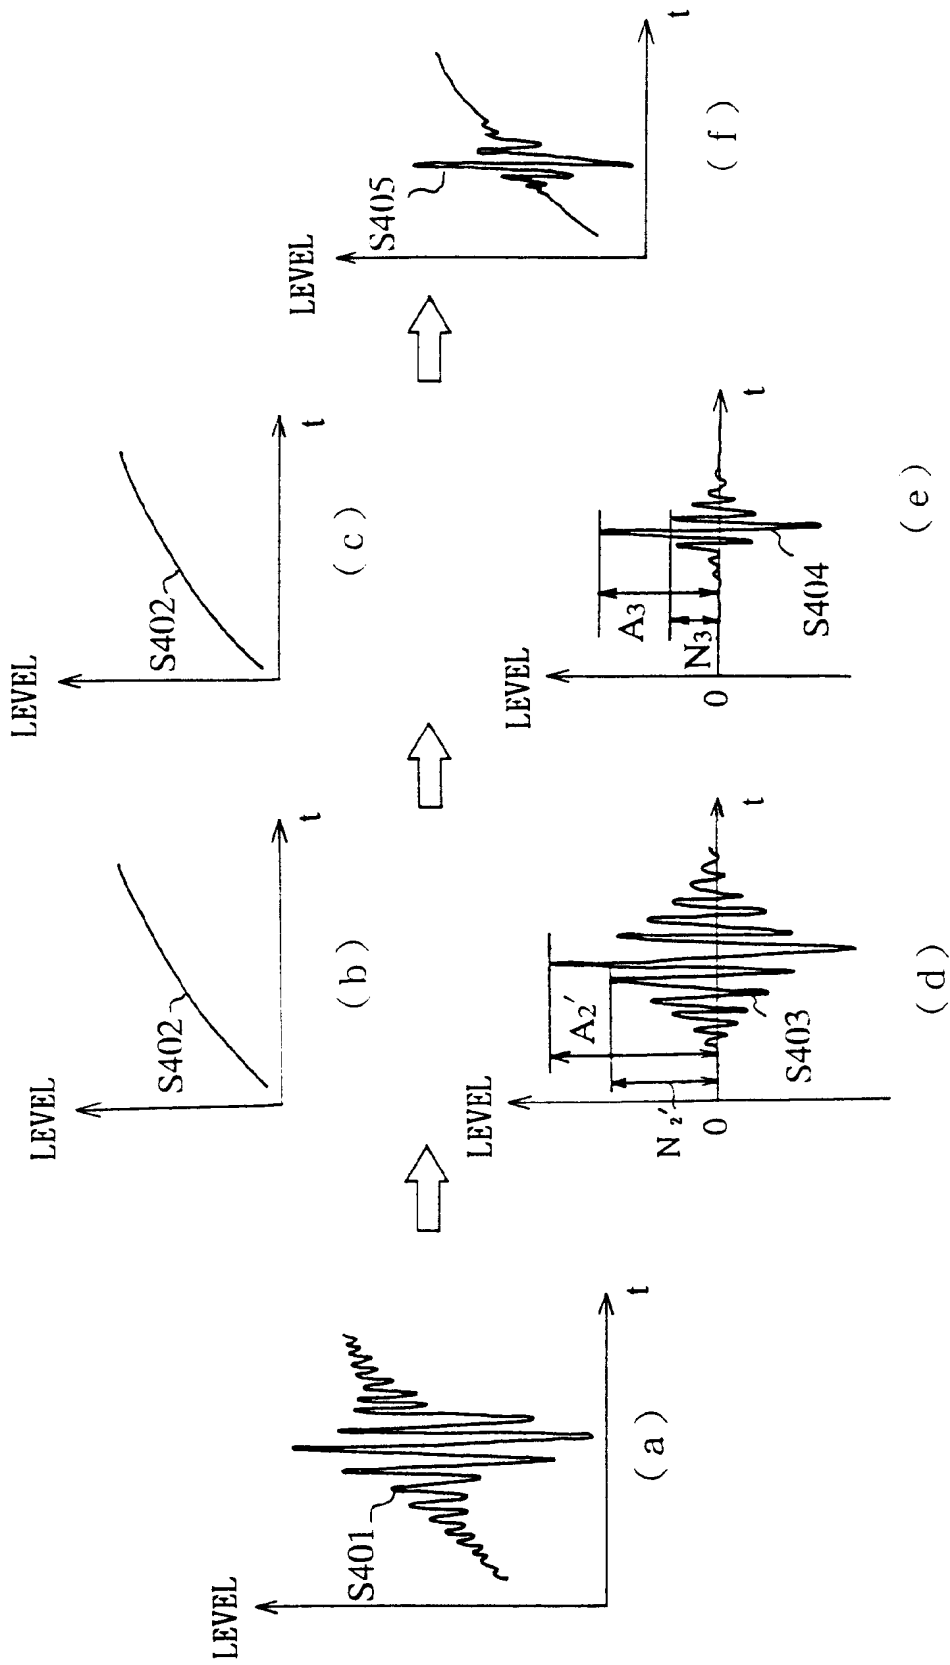 LEVEL
S401
t
(a)
LEVEL
S402
t
(b)
LEVEL
S402
t
(c)
LEVEL
A2'
N2'
0
S403
t
(d)
LEVEL
A3
N3
0
S404
t
(e)
LEVEL
S405
t
(f)